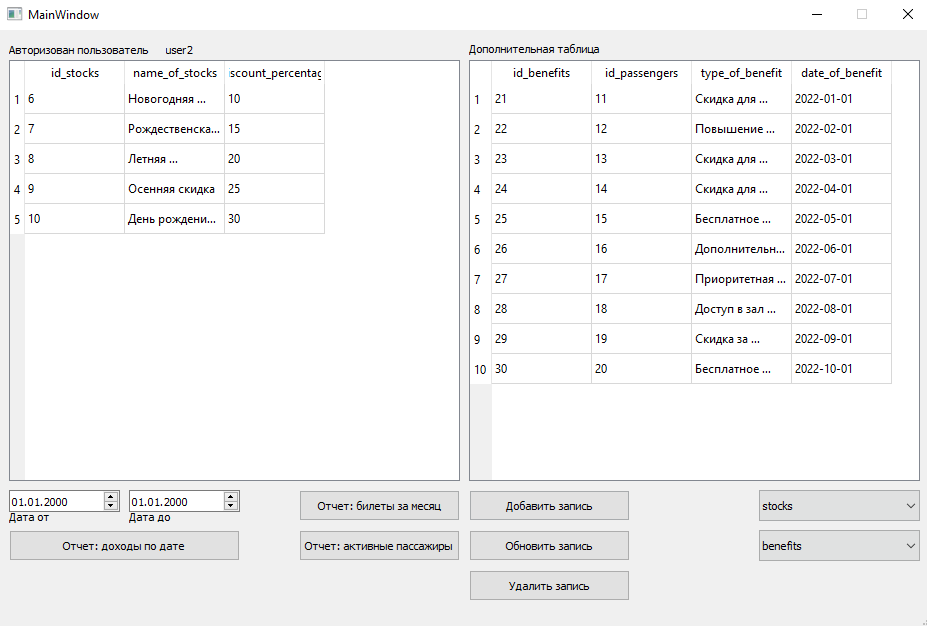 MainWindow
Авторизован пользователь user2
Дополнительная таблица
id_stocks name_of_stocks scount_percentag
1 6 Новогодняя ... 10
2 7 Рождественска... 15
3 8 Летняя ... 20
4 9 Осенняя скидка 25
5 10 День рождени... 30
id_benefits id_passengers type_of_benefit date_of_benefit
1 21 11 Скидка для ... 2022-01-01
2 22 12 Повышение ... 2022-02-01
3 23 13 Скидка для ... 2022-03-01
4 24 14 Скидка для ... 2022-04-01
5 25 15 Бесплатное ... 2022-05-01
6 26 16 Дополнительн... 2022-06-01
7 27 17 Приоритетная ... 2022-07-01
8 28 18 Доступ в зал ... 2022-08-01
9 29 19 Скидка за ... 2022-09-01
10 30 20 Бесплатное ... 2022-10-01
01.01.2000 01.01.2000
Дата от Дата до
Отчет: доходы по дате
Отчет: билеты за месяц
Отчет: активные пассажиры
Добавить запись
Обновить запись
Удалить запись
stocks
benefits